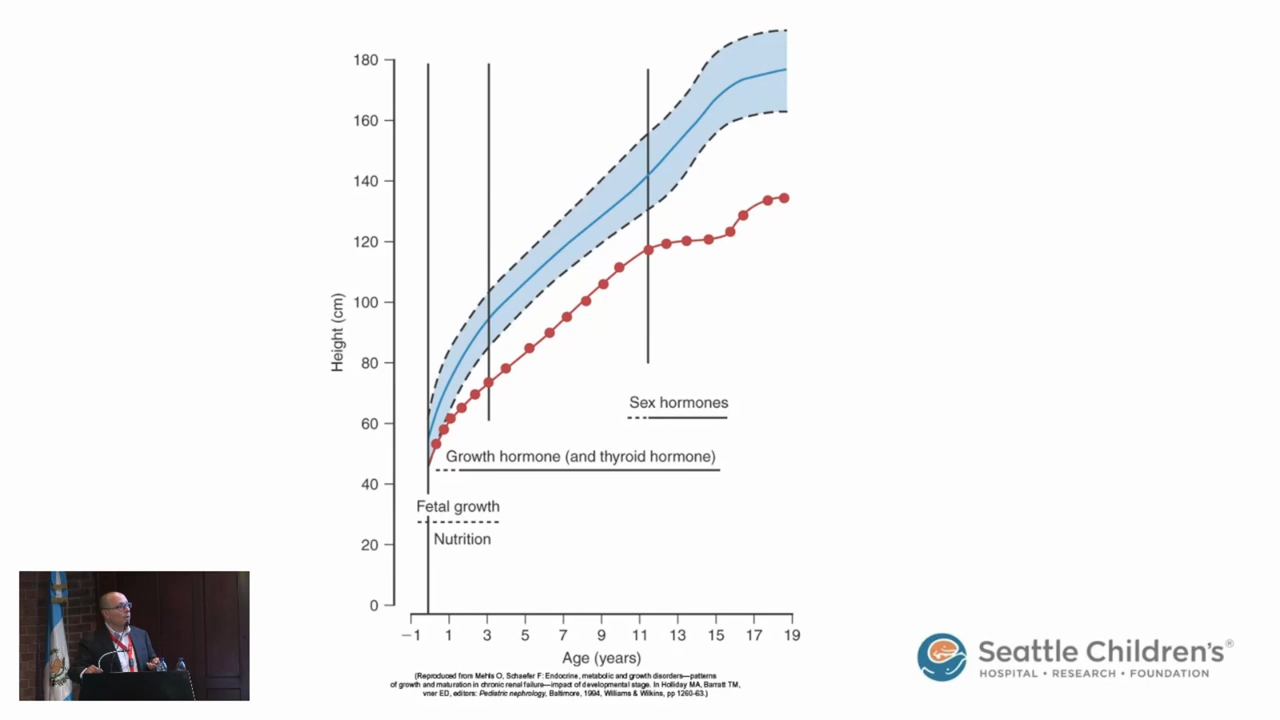 180
160
140
120
100
80
60
40
20
0
Height (cm)
Sex hormones
Growth hormone (and thyroid hormone)
Fetal growth
Nutrition
−1 1 3 5 7 9 11 13 15 17 19
Age (years)
(Reproduced from Mehls O, Schaefer F: Endocrine, metabolic and growth disorders—patterns
of growth and maturation in chronic renal failure—impact of developmental stage. In Holliday MA, Barratt TM,
vner ED, editors: Pediatric nephrology, Baltimore, 1994, Williams & Wilkins, pp 1260-63.)
Seattle Children's®
HOSPITAL • RESEARCH • FOUNDATION